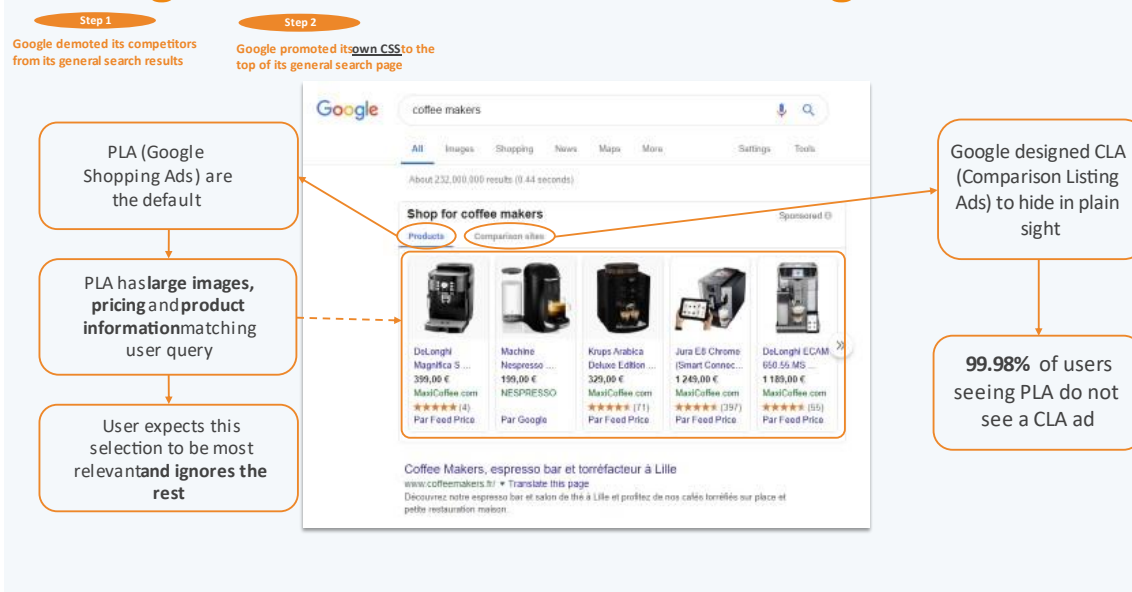 Step 1
Google demoted its competitors
from its general search results
Step 2
Google promoted its own CSS to the
top of its general search page
PLA (Google
Shopping Ads) are
the default
PLA has large images,
pricing and product
information matching
user query
User expects this
selection to be most
relevant and ignores the
rest
Google
coffee makers
All Images Shopping News Maps More Settings Tools
About 232,000,000 results (0.44 seconds)
Shop for coffee makers
Sponsored
Products Comparison sites
DeLonghi
Magnifica S ...
399,00 €
MaxiCoffee.com
(4)
Par Feed Price
Machine
Nespresso ...
199,00 €
NESPRESSO
Par Google
Krups Arabica
Deluxe Edition ...
329,00 €
MaxiCoffee.com
(71)
Par Feed Price
Jura E8 Chrome
(Smart Connec...
1 249,00 €
MaxiCoffee.com
(397)
Par Feed Price
DeLonghi ECAM
650.55.MS ...
1 189,00 €
MaxiCoffee.com
(55)
Par Feed Price
Coffee Makers, espresso bar et torréfacteur à Lille
www.coffeemakers.fr/ ▾ Translate this page
Découvrez notre espresso bar et salon de thé à Lille et profitez de nos cafés torréfiés sur place et
petite restauration maison.
Google designed CLA
(Comparison Listing
Ads) to hide in plain
sight
99.98% of users
seeing PLA do not
see a CLA ad